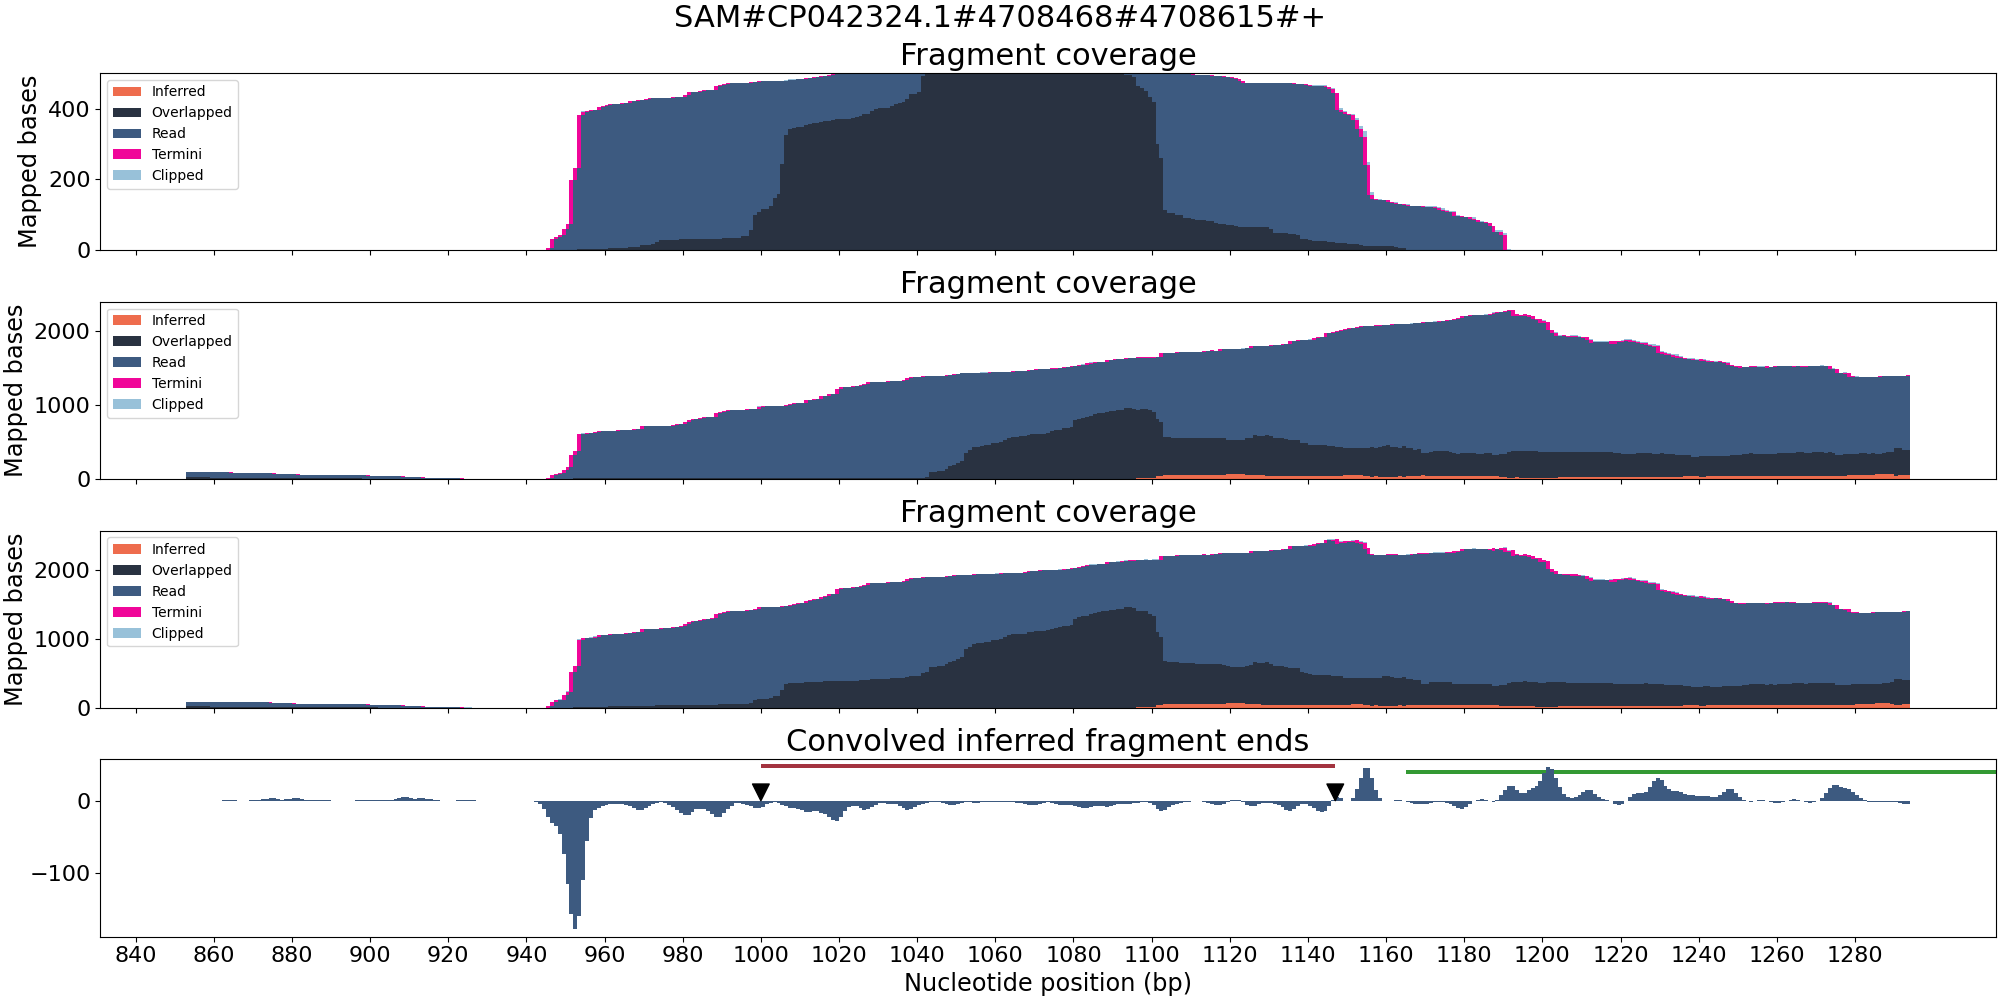 SAM#CP042324.1#4708468#4708615#+
Fragment coverage
Mapped bases
400
200
0
Inferred
Overlapped
Read
Termini
Clipped
Fragment coverage
Mapped bases
2000
1000
0
Inferred
Overlapped
Read
Termini
Clipped
Fragment coverage
Mapped bases
2000
1000
0
Inferred
Overlapped
Read
Termini
Clipped
Convolved inferred fragment ends
0
−100
840 860 880 900 920 940 960 980 1000 1020 1040 1060 1080 1100 1120 1140 1160 1180 1200 1220 1240 1260 1280
Nucleotide position (bp)